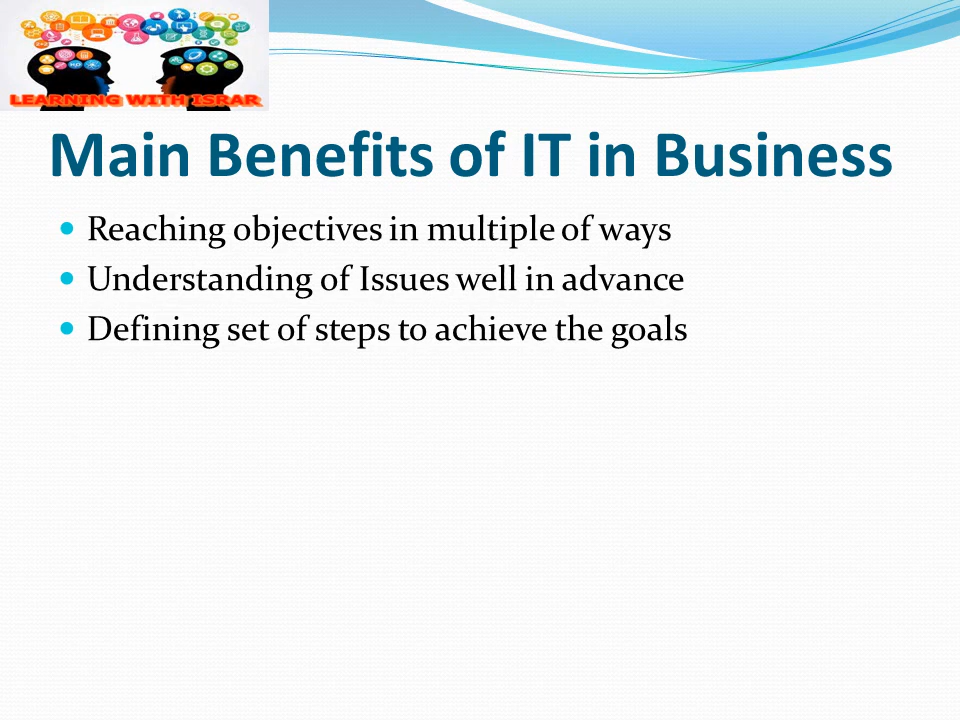 LEARNING WITH ISRAR
Main Benefits of IT in Business
Reaching objectives in multiple of ways
Understanding of Issues well in advance
Defining set of steps to achieve the goals